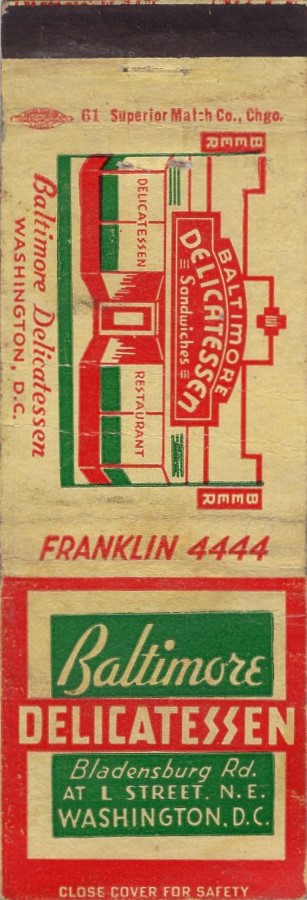 61 Superior Match Co., Chgo.
BEER
BALTIMORE
DELICATESSEN
Sandwiches
DELICATESSEN
RESTAURANT
BEER
Baltimore Delicatessen
WASHINGTON, D.C.
FRANKLIN 4444
Baltimore
DELICATESSEN
Bladensburg Rd.
AT L STREET. N.E.
WASHINGTON, D.C.
CLOSE COVER FOR SAFETY